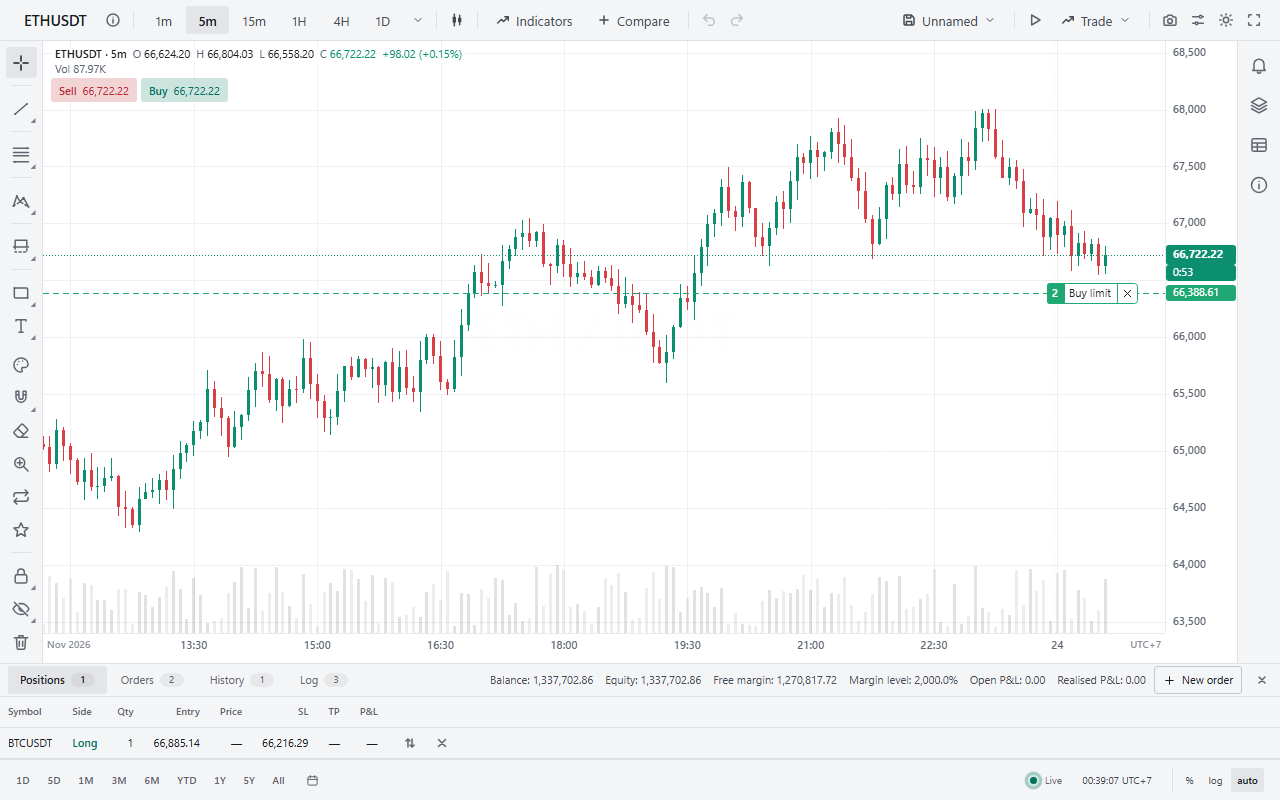 ETHUSDT 1m 5m 15m 1H 4H 1D Indicators Compare Unnamed Trade
ETHUSDT · 5m O 66,624.20 H 66,804.03 L 66,558.20 C 66,722.22 +98.02 (+0.15%)
Vol 87.97K
Sell 66,722.22 Buy 66,722.22
68,500
68,000
67,500
67,000
66,722.22
0:53
2 Buy limit 66,388.61
66,000
65,500
65,000
64,500
64,000
63,500
Nov 2026 13:30 15:00 16:30 18:00 19:30 21:00 22:30 24 UTC+7
Positions 1 Orders 2 History 1 Log 3 Balance: 1,337,702.86 Equity: 1,337,702.86 Free margin: 1,270,817.72 Margin level: 2,000.0% Open P&L: 0.00 Realised P&L: 0.00 New order
Symbol Side Qty Entry Price SL TP P&L
BTCUSDT Long 1 66,885.14 — 66,216.29 — —
1D 5D 1M 3M 6M YTD 1Y 5Y All Live 00:39:07 UTC+7 % log auto